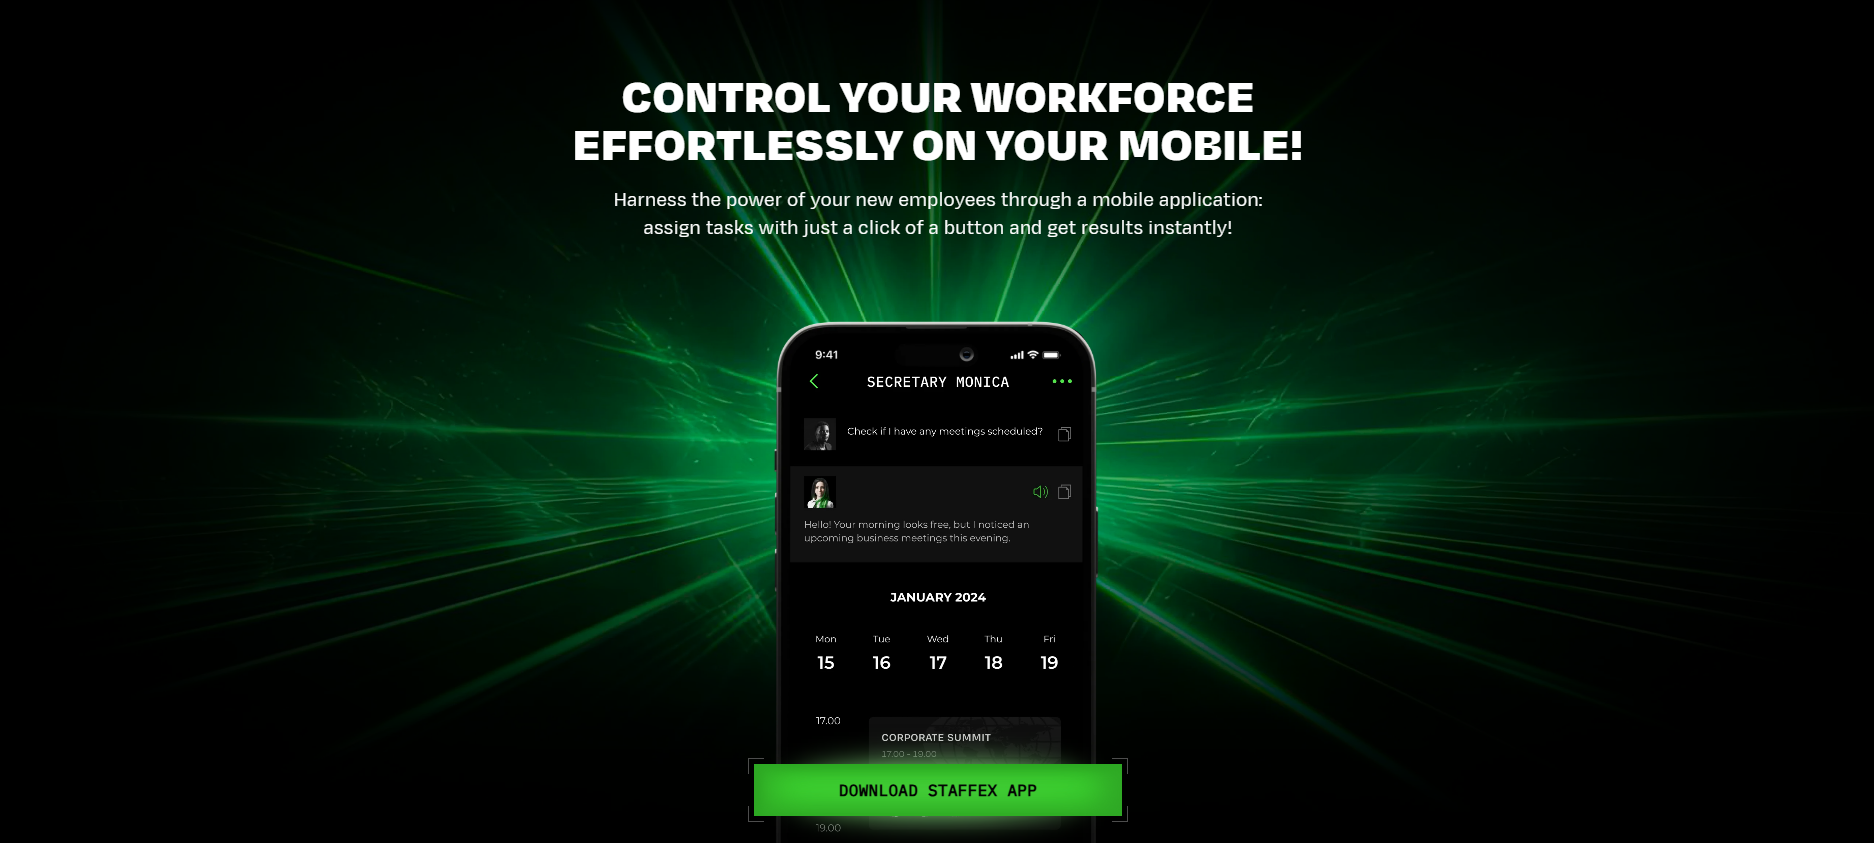 CONTROL YOUR WORKFORCE
EFFORTLESSLY ON YOUR MOBILE!
Harness the power of your new employees through a mobile application:
assign tasks with just a click of a button and get results instantly!
9:41
SECRETARY MONICA
Check if I have any meetings scheduled?
Hello! Your morning looks free, but I noticed an
upcoming business meetings this evening.
JANUARY 2024
Mon Tue Wed Thu Fri
15 16 17 18 19
17.00
CORPORATE SUMMIT
17.00 - 19.00
DOWNLOAD STAFFEX APP
19.00